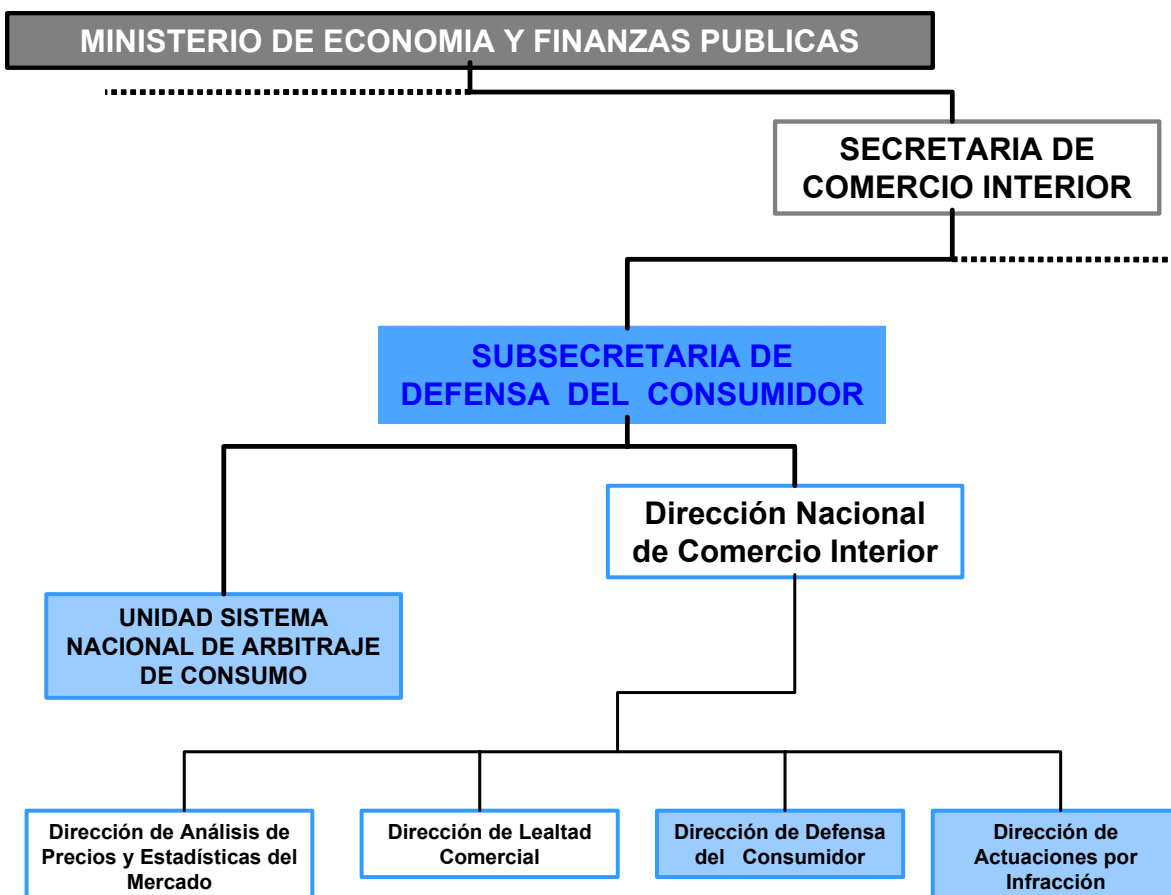 MINISTERIO DE ECONOMIA Y FINANZAS PUBLICAS
SECRETARIA DE
COMERCIO INTERIOR
SUBSECRETARIA DE
DEFENSA DEL CONSUMIDOR
Dirección Nacional
de Comercio Interior
UNIDAD SISTEMA
NACIONAL DE ARBITRAJE
DE CONSUMO
Dirección de Análisis de
Precios y Estadísticas del
Mercado
Dirección de Lealtad
Comercial
Dirección de Defensa
del Consumidor
Dirección de
Actuaciones por
Infracción